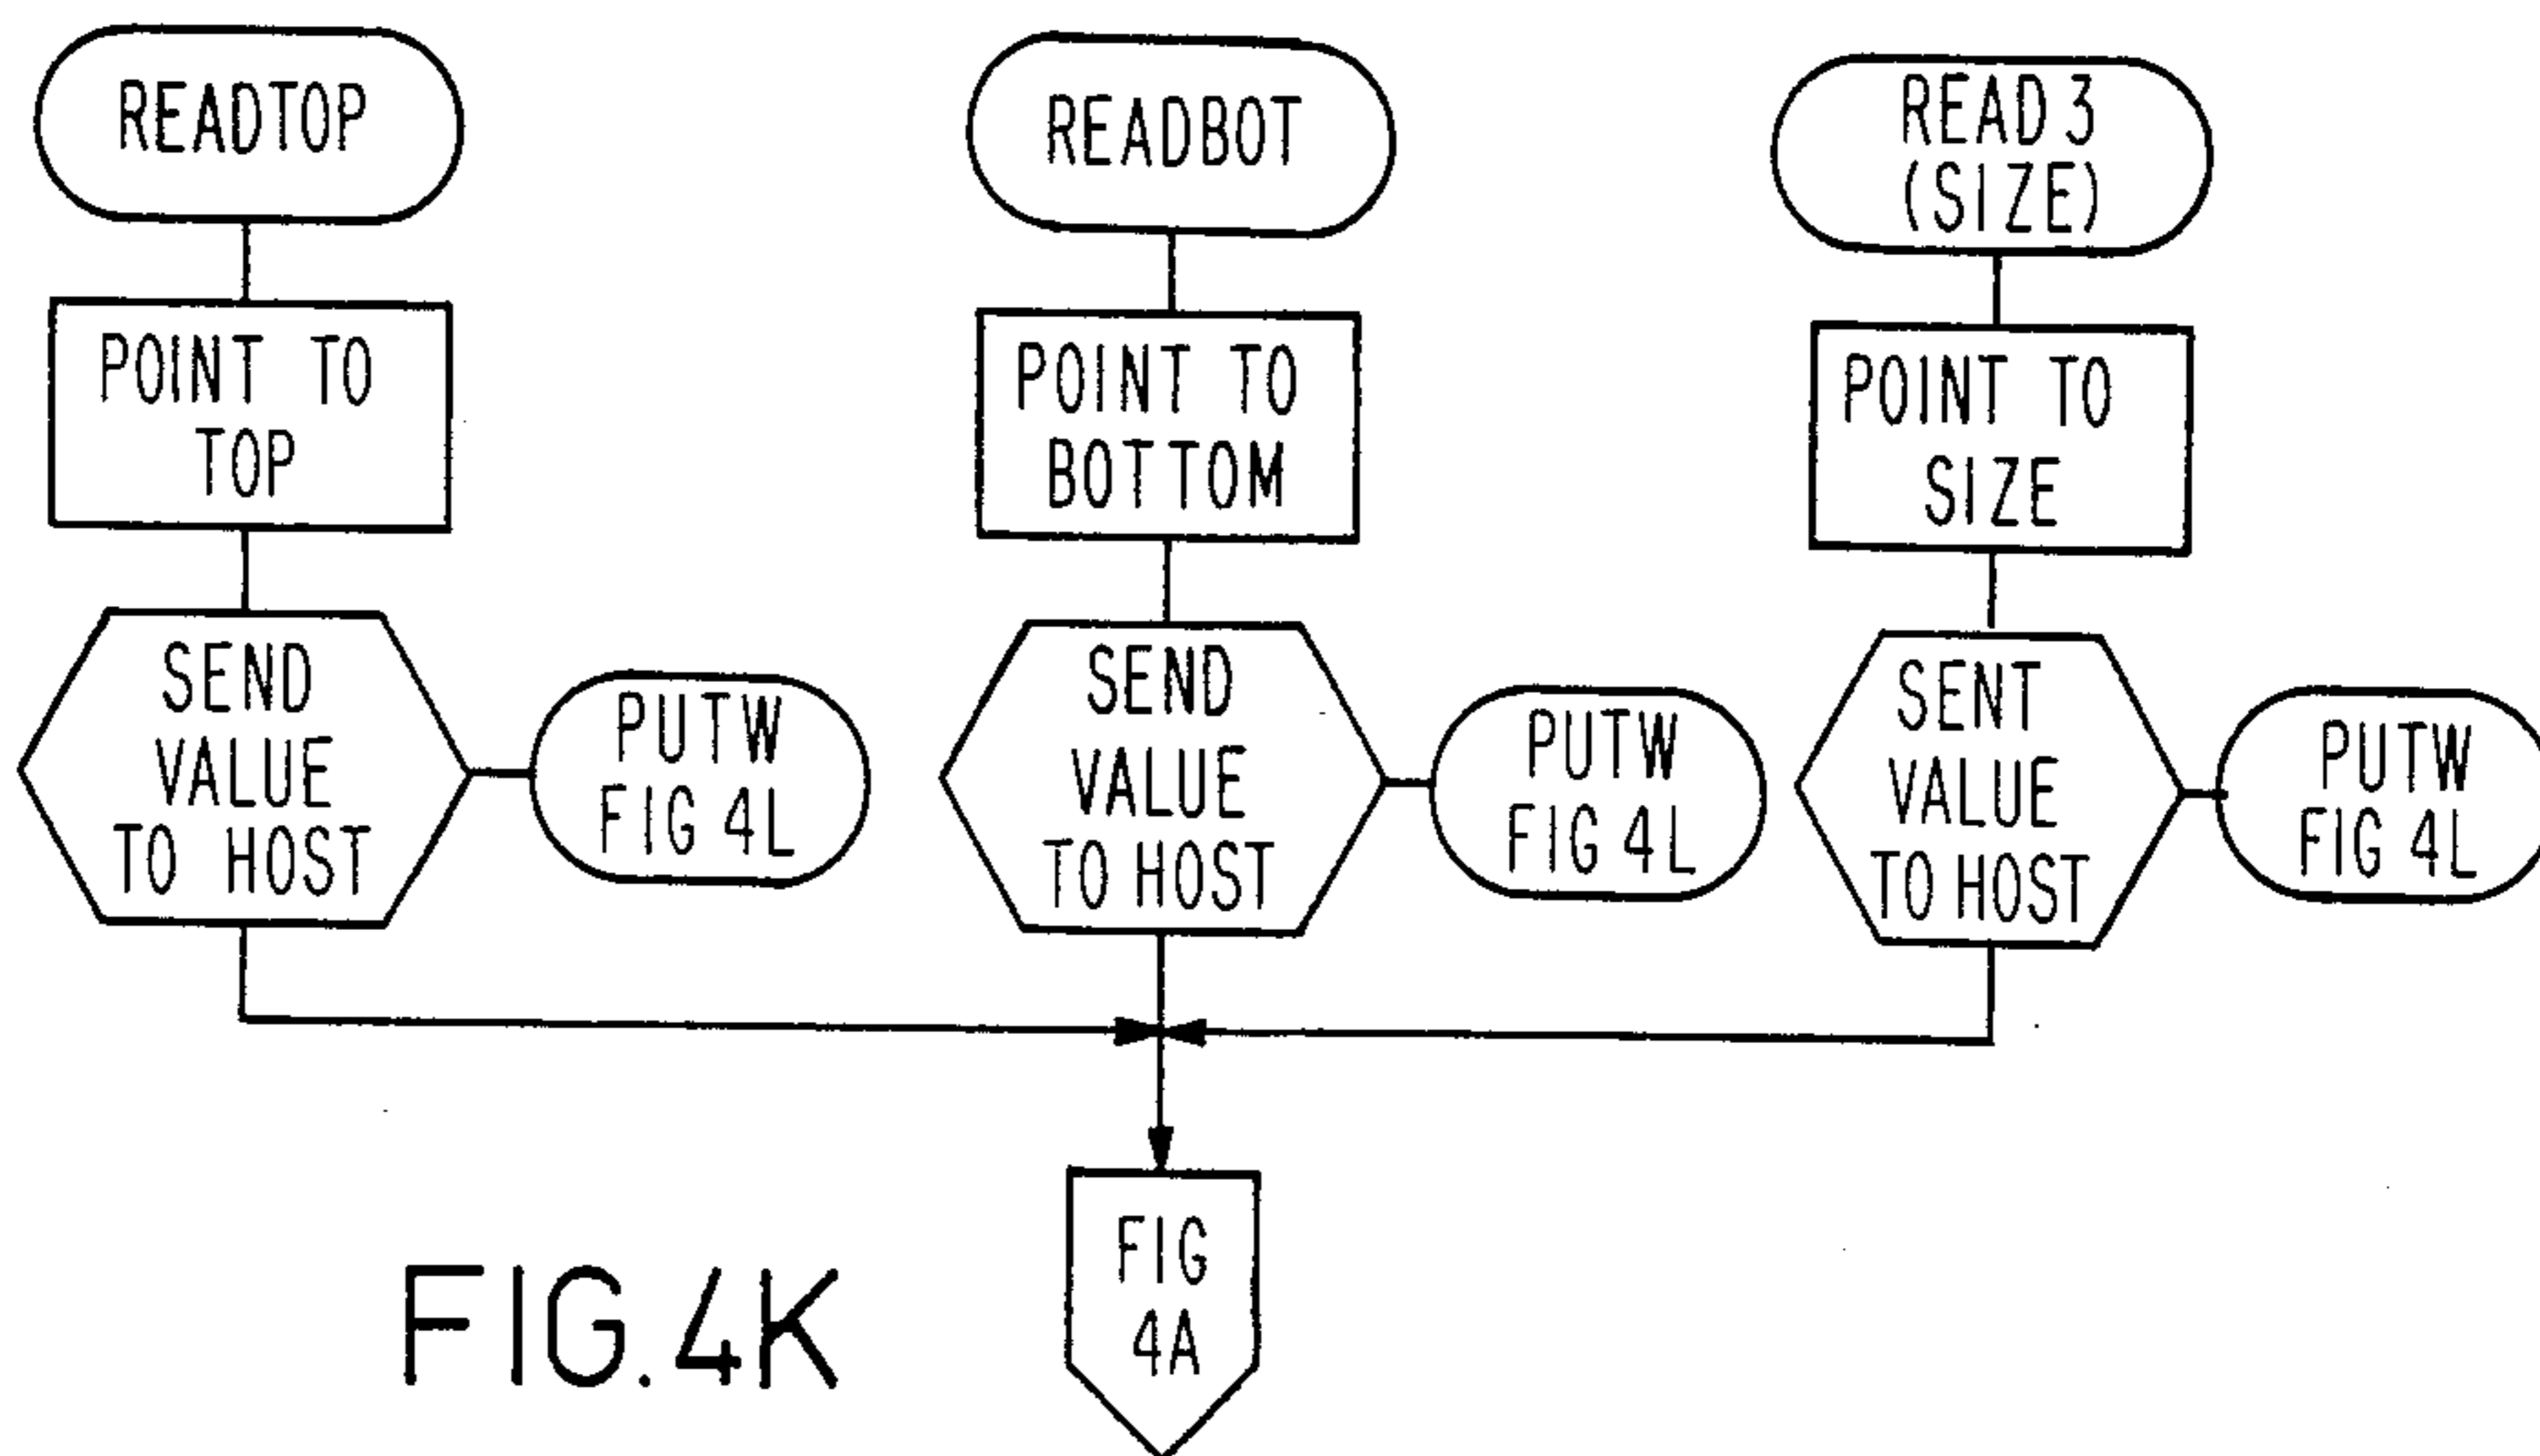 READTOP
READBOT
READ 3
(SIZE)
POINT TO
TOP
POINT TO
BOTTOM
POINT TO
SIZE
SEND
VALUE
TO HOST
PUTW
FIG 4L
SEND
VALUE
TO HOST
PUTW
FIG 4L
SENT
VALUE
TO HOST
PUTW
FIG 4L
FIG
4A
FIG. 4K